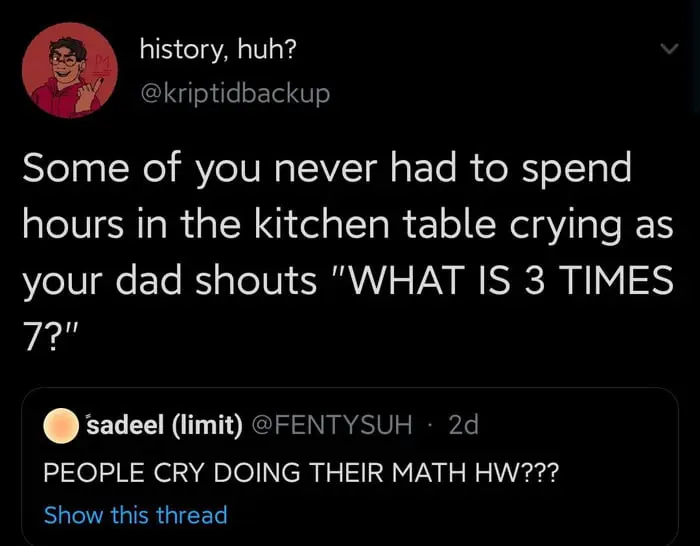 history, huh?
@kriptidbackup
Some of you never had to spend
hours in the kitchen table crying as
your dad shouts "WHAT IS 3 TIMES
7?"
sadeel (limit) @FENTYSUH · 2d
PEOPLE CRY DOING THEIR MATH HW???
Show this thread